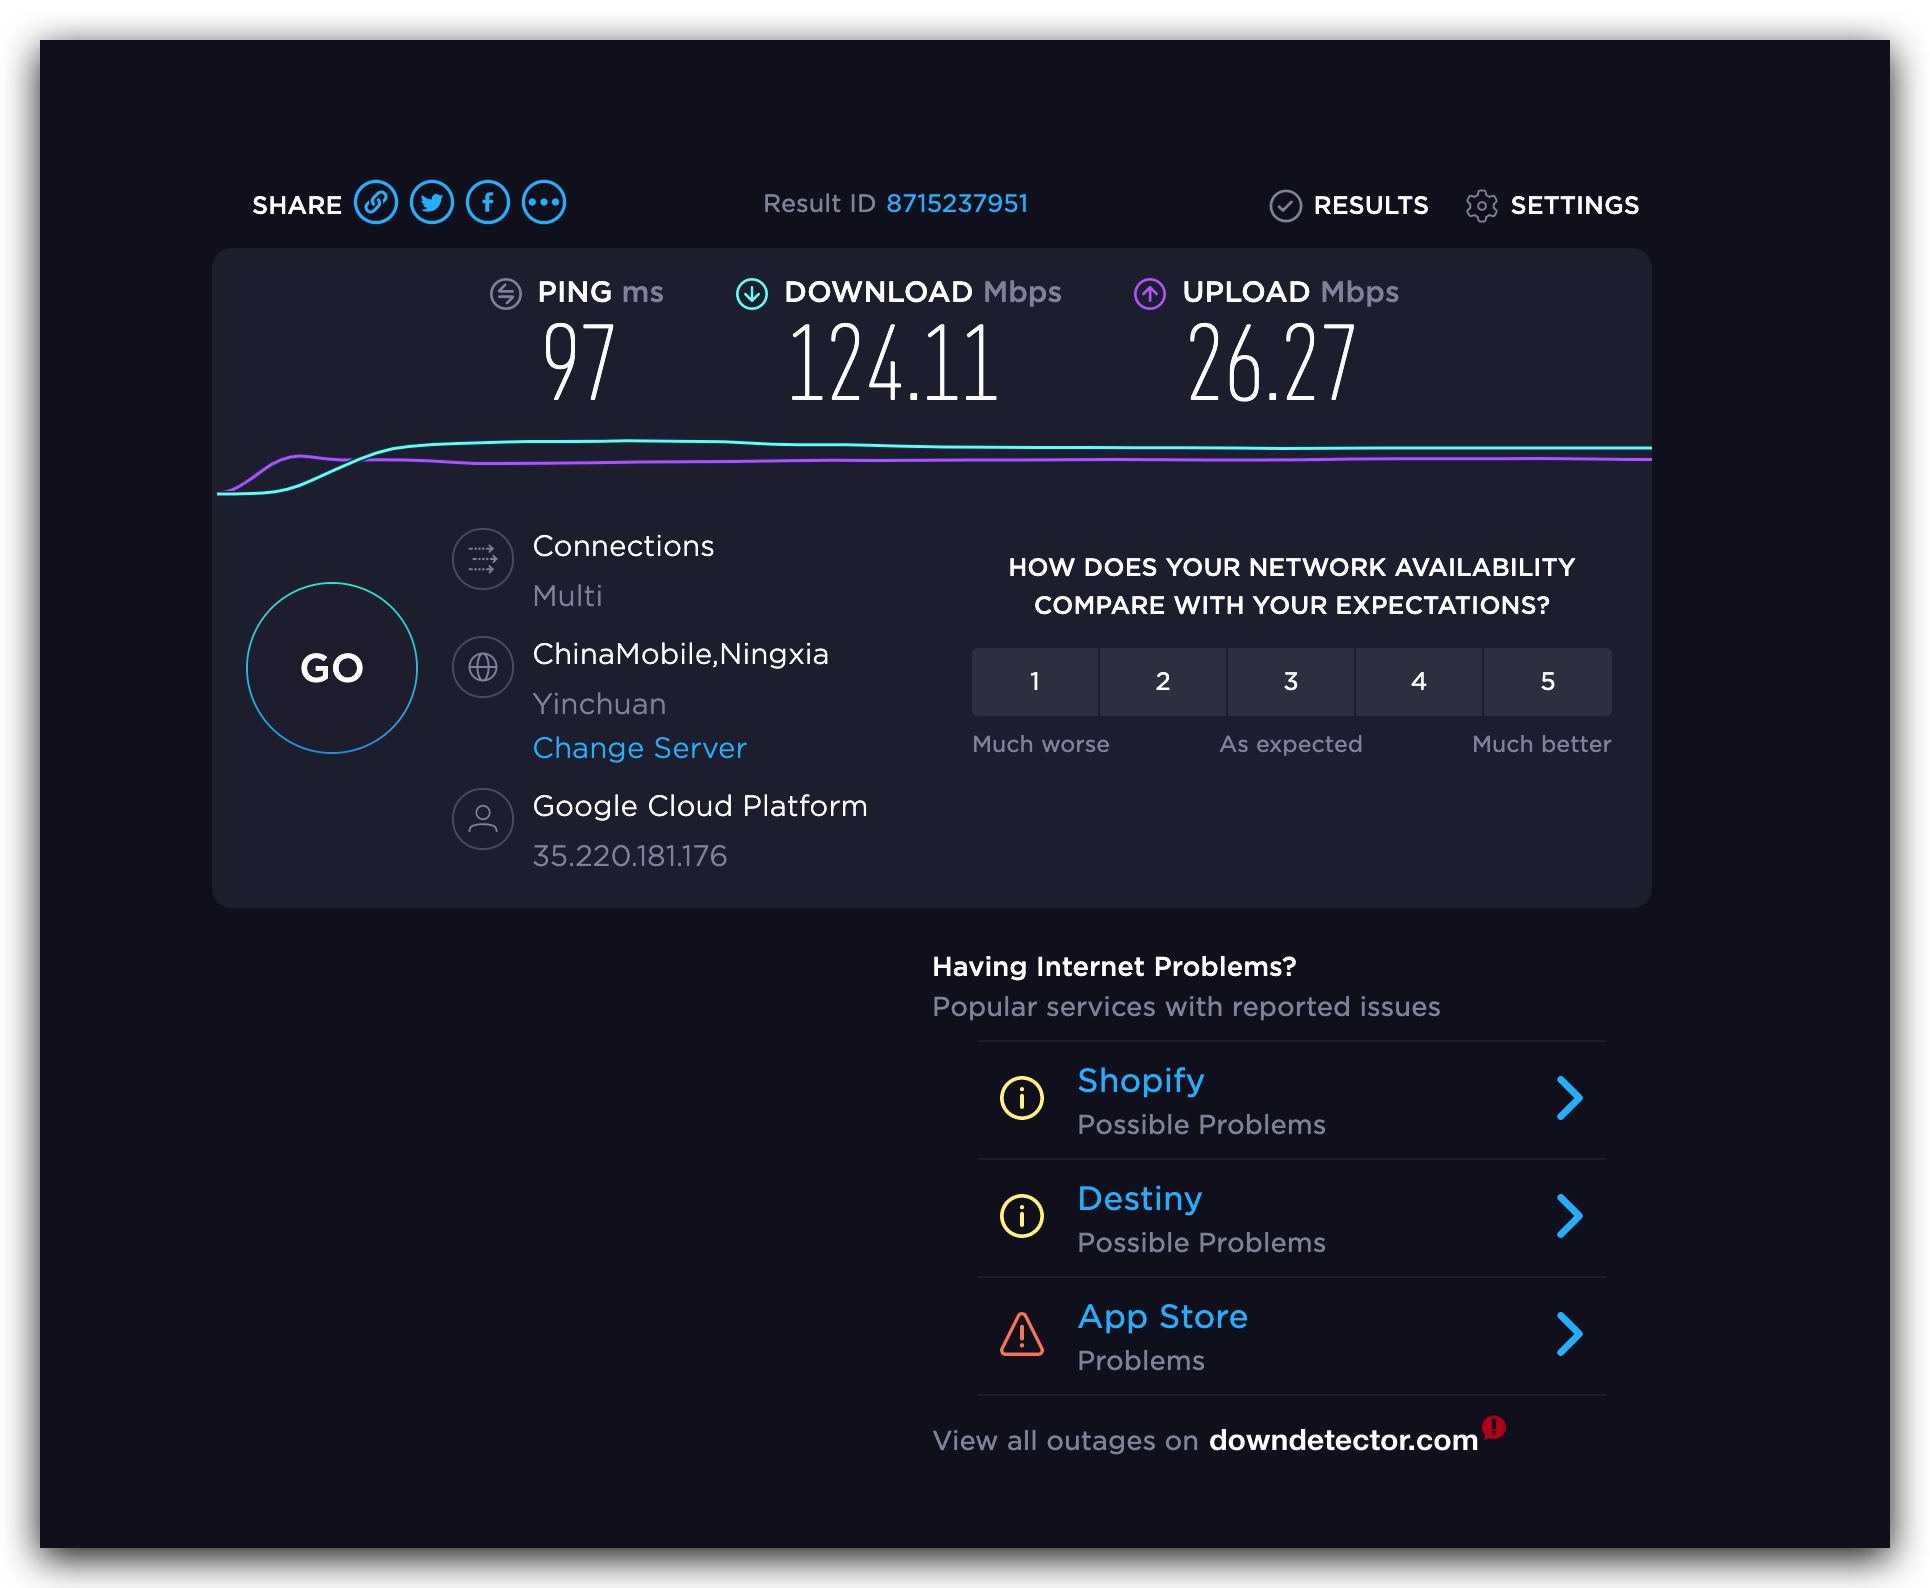 SHARE
Result ID 8715237951
RESULTS
SETTINGS
PING ms
97
DOWNLOAD Mbps
124.11
UPLOAD Mbps
26.27
GO
Connections
Multi
ChinaMobile,Ningxia
Yinchuan
Change Server
Google Cloud Platform
35.220.181.176
HOW DOES YOUR NETWORK AVAILABILITY
COMPARE WITH YOUR EXPECTATIONS?
1 2 3 4 5
Much worse As expected Much better
Having Internet Problems?
Popular services with reported issues
Shopify
Possible Problems
Destiny
Possible Problems
App Store
Problems
View all outages on downdetector.com